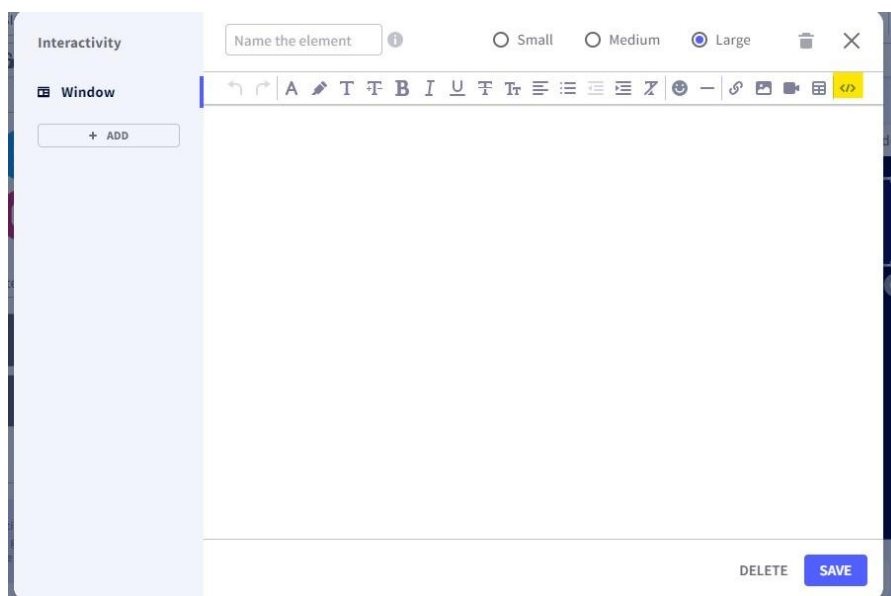 Interactivity
Name the element
Small
Medium
Large
Window
+ ADD
DELETE
SAVE